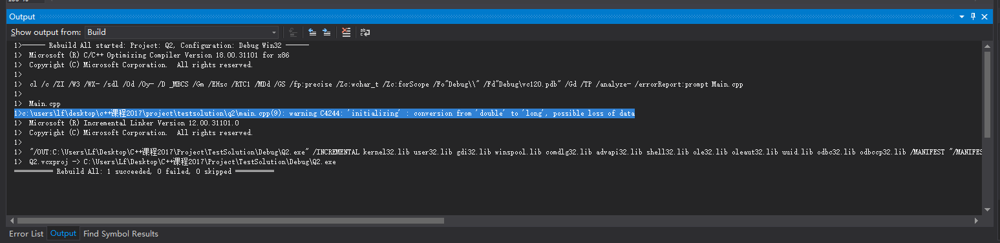 Output
Show output from: Build
1>------ Rebuild All started: Project: Q2, Configuration: Debug Win32 ------
1>  Microsoft (R) C/C++ Optimizing Compiler Version 18.00.31101 for x86
1>  Copyright (C) Microsoft Corporation.  All rights reserved.
1>
1>  cl /c /ZI /W3 /WX- /sdl /Od /Oy- /D _MBCS /Gm /EHsc /RTC1 /MDd /GS /fp:precise /Zc:wchar_t /Zc:forScope /Fo"Debug\\" /Fd"Debug\vc120.pdb" /Gd /TP /analyze- /errorReport:prompt Main.cpp
1>
1>  Main.cpp
1>c:\users\lf\desktop\c++课程2017\project\testsolution\q2\main.cpp(9): warning C4244: 'initializing' : conversion from 'double' to 'long', possible loss of data
1>  Microsoft (R) Incremental Linker Version 12.00.31101.0
1>  Copyright (C) Microsoft Corporation.  All rights reserved.
1>
1>  "/OUT:C:\Users\Lf\Desktop\C++课程2017\Project\TestSolution\Debug\Q2.exe" /INCREMENTAL kernel32.lib user32.lib gdi32.lib winspool.lib comdlg32.lib advapi32.lib shell32.lib ole32.lib oleaut32.lib uuid.lib odbc32.lib odbccp32.lib /MANIFEST "/MANIFES
1>  Q2.vcxproj -> C:\Users\Lf\Desktop\C++课程2017\Project\TestSolution\Debug\Q2.exe
========== Rebuild All: 1 succeeded, 0 failed, 0 skipped ==========
Error List Output Find Symbol Results